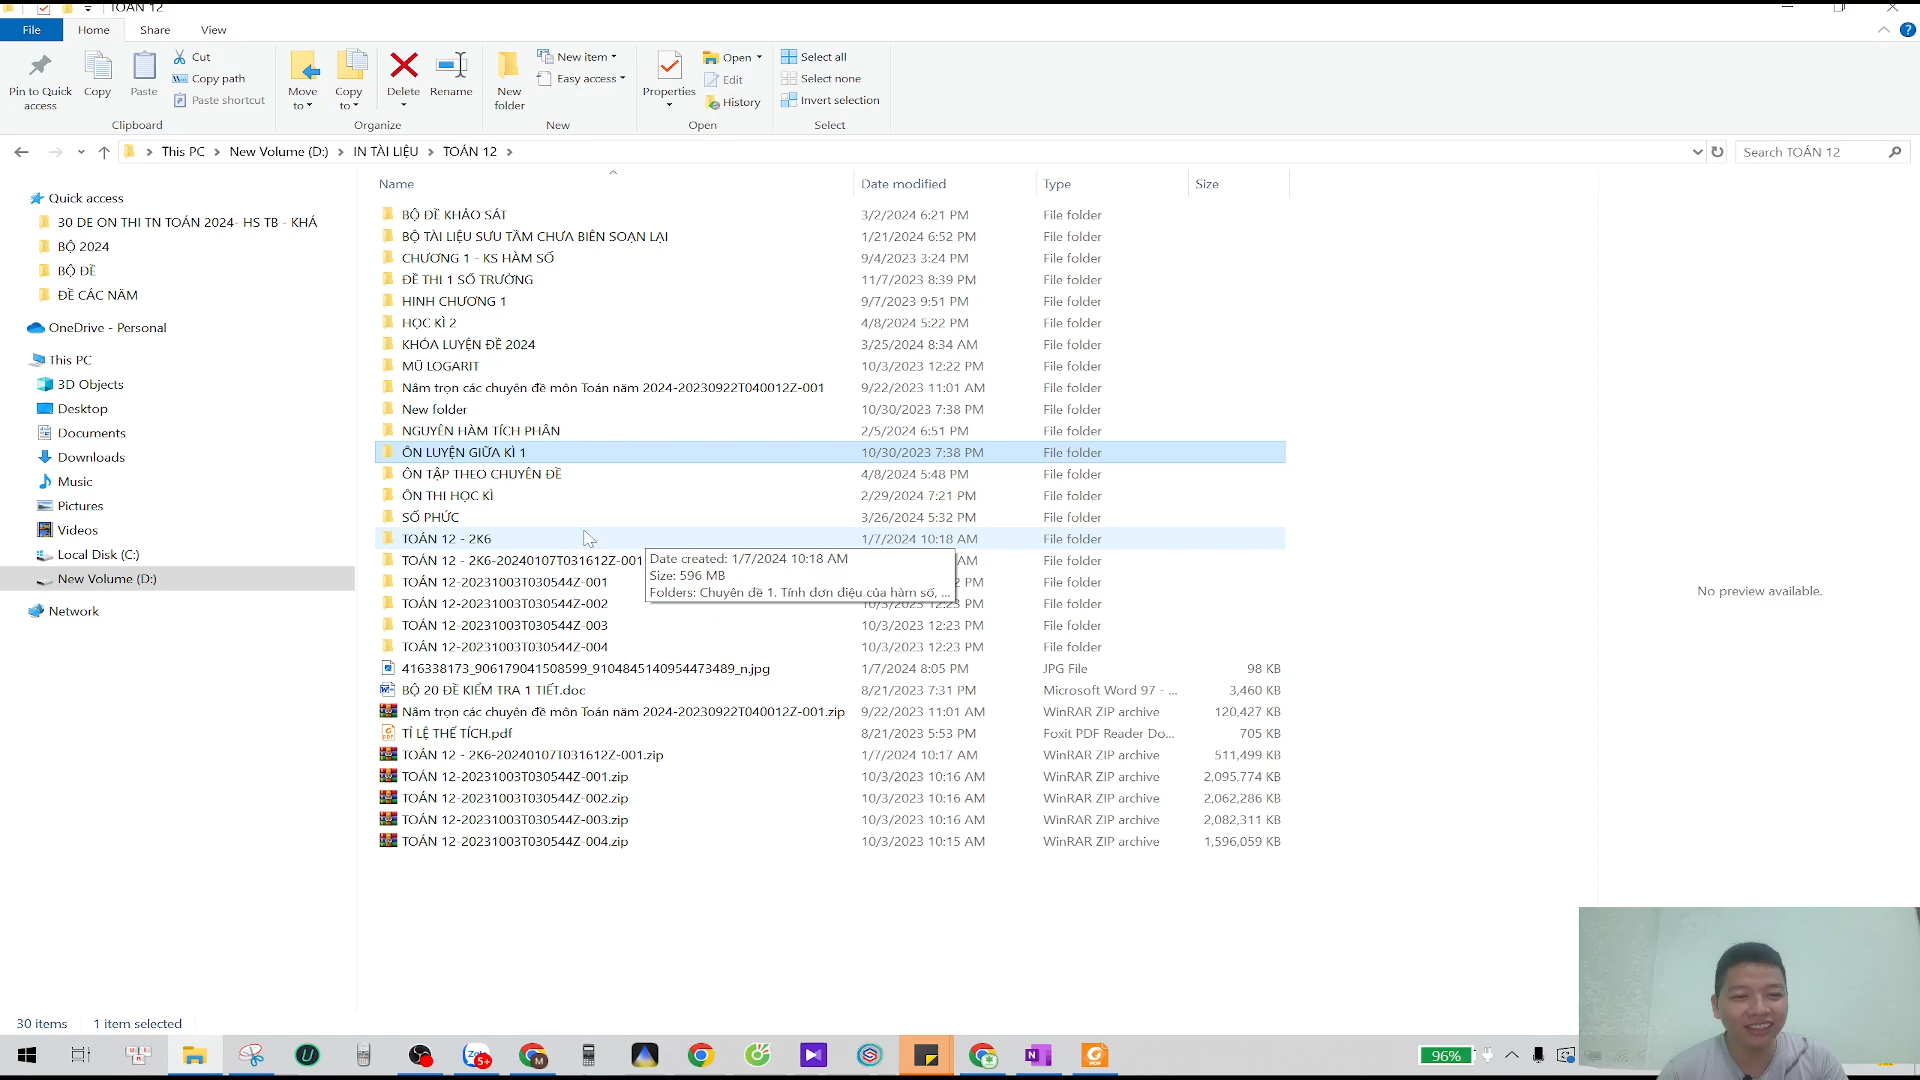 TOÁN 12
File
Home
Share
View
Pin to Quick access
Copy
Paste
Cut
Copy path
Paste shortcut
Clipboard
Move to
Copy to
Delete
Rename
Organize
New folder
New item
Easy access
New
Properties
Open
Edit
History
Open
Select all
Select none
Invert selection
Select
This PC > New Volume (D:) > IN TÀI LIỆU > TOÁN 12 >
Search TOÁN 12
Quick access
30 DE ON THI TN TOÁN 2024- HS TB - KHÁ
BỘ 2024
BỘ ĐỀ
ĐỀ CÁC NĂM
OneDrive - Personal
This PC
3D Objects
Desktop
Documents
Downloads
Music
Pictures
Videos
Local Disk (C:)
New Volume (D:)
Network
Name Date modified Type Size
BỘ ĐỀ KHẢO SÁT 3/2/2024 6:21 PM File folder
BỘ TÀI LIỆU SƯU TẦM CHƯA BIÊN SOẠN LẠI 1/21/2024 6:52 PM File folder
CHƯƠNG 1 - KS HÀM SỐ 9/4/2023 3:24 PM File folder
ĐỀ THI 1 SỐ TRƯỜNG 11/7/2023 8:39 PM File folder
HINH CHƯƠNG 1 9/7/2023 9:51 PM File folder
HỌC KÌ 2 4/8/2024 5:22 PM File folder
KHÓA LUYỆN ĐỀ 2024 3/25/2024 8:34 AM File folder
MŨ LOGARIT 10/3/2023 12:22 PM File folder
Nắm trọn các chuyên đề môn Toán năm 2024-20230922T040012Z-001 9/22/2023 11:01 AM File folder
New folder 10/30/2023 7:38 PM File folder
NGUYÊN HÀM TÍCH PHÂN 2/5/2024 6:51 PM File folder
ÔN LUYỆN GIỮA KÌ 1 10/30/2023 7:38 PM File folder
ÔN TẬP THEO CHUYÊN ĐỀ 4/8/2024 5:48 PM File folder
ÔN THI HỌC KÌ 2/29/2024 7:21 PM File folder
SỐ PHỨC 3/26/2024 5:32 PM File folder
TOÁN 12 - 2K6 1/7/2024 10:18 AM File folder
TOÁN 12 - 2K6-20240107T031612Z-001 AM File folder
Date created: 1/7/2024 10:18 AM
Size: 596 MB
Folders: Chuyên đề 1. Tính đơn điệu của hàm số, ...
TOÁN 12-20231003T030544Z-001 PM File folder
TOÁN 12-20231003T030544Z-002 10/3/2023 12:23 PM File folder
TOÁN 12-20231003T030544Z-003 10/3/2023 12:23 PM File folder
TOÁN 12-20231003T030544Z-004 10/3/2023 12:23 PM File folder
416338173_906179041508599_9104845140954473489_n.jpg 1/7/2024 8:05 PM JPG File 98 KB
BỘ 20 ĐỀ KIỂM TRA 1 TIẾT.doc 8/21/2023 7:31 PM Microsoft Word 97 - ... 3,460 KB
Nắm trọn các chuyên đề môn Toán năm 2024-20230922T040012Z-001.zip 9/22/2023 11:01 AM WinRAR ZIP archive 120,427 KB
TỈ LỆ THỂ TÍCH.pdf 8/21/2023 5:53 PM Foxit PDF Reader Do... 705 KB
TOÁN 12 - 2K6-20240107T031612Z-001.zip 1/7/2024 10:17 AM WinRAR ZIP archive 511,499 KB
TOÁN 12-20231003T030544Z-001.zip 10/3/2023 10:16 AM WinRAR ZIP archive 2,095,774 KB
TOÁN 12-20231003T030544Z-002.zip 10/3/2023 10:16 AM WinRAR ZIP archive 2,062,286 KB
TOÁN 12-20231003T030544Z-003.zip 10/3/2023 10:16 AM WinRAR ZIP archive 2,082,311 KB
TOÁN 12-20231003T030544Z-004.zip 10/3/2023 10:15 AM WinRAR ZIP archive 1,596,059 KB
No preview available.
30 items 1 item selected
96%